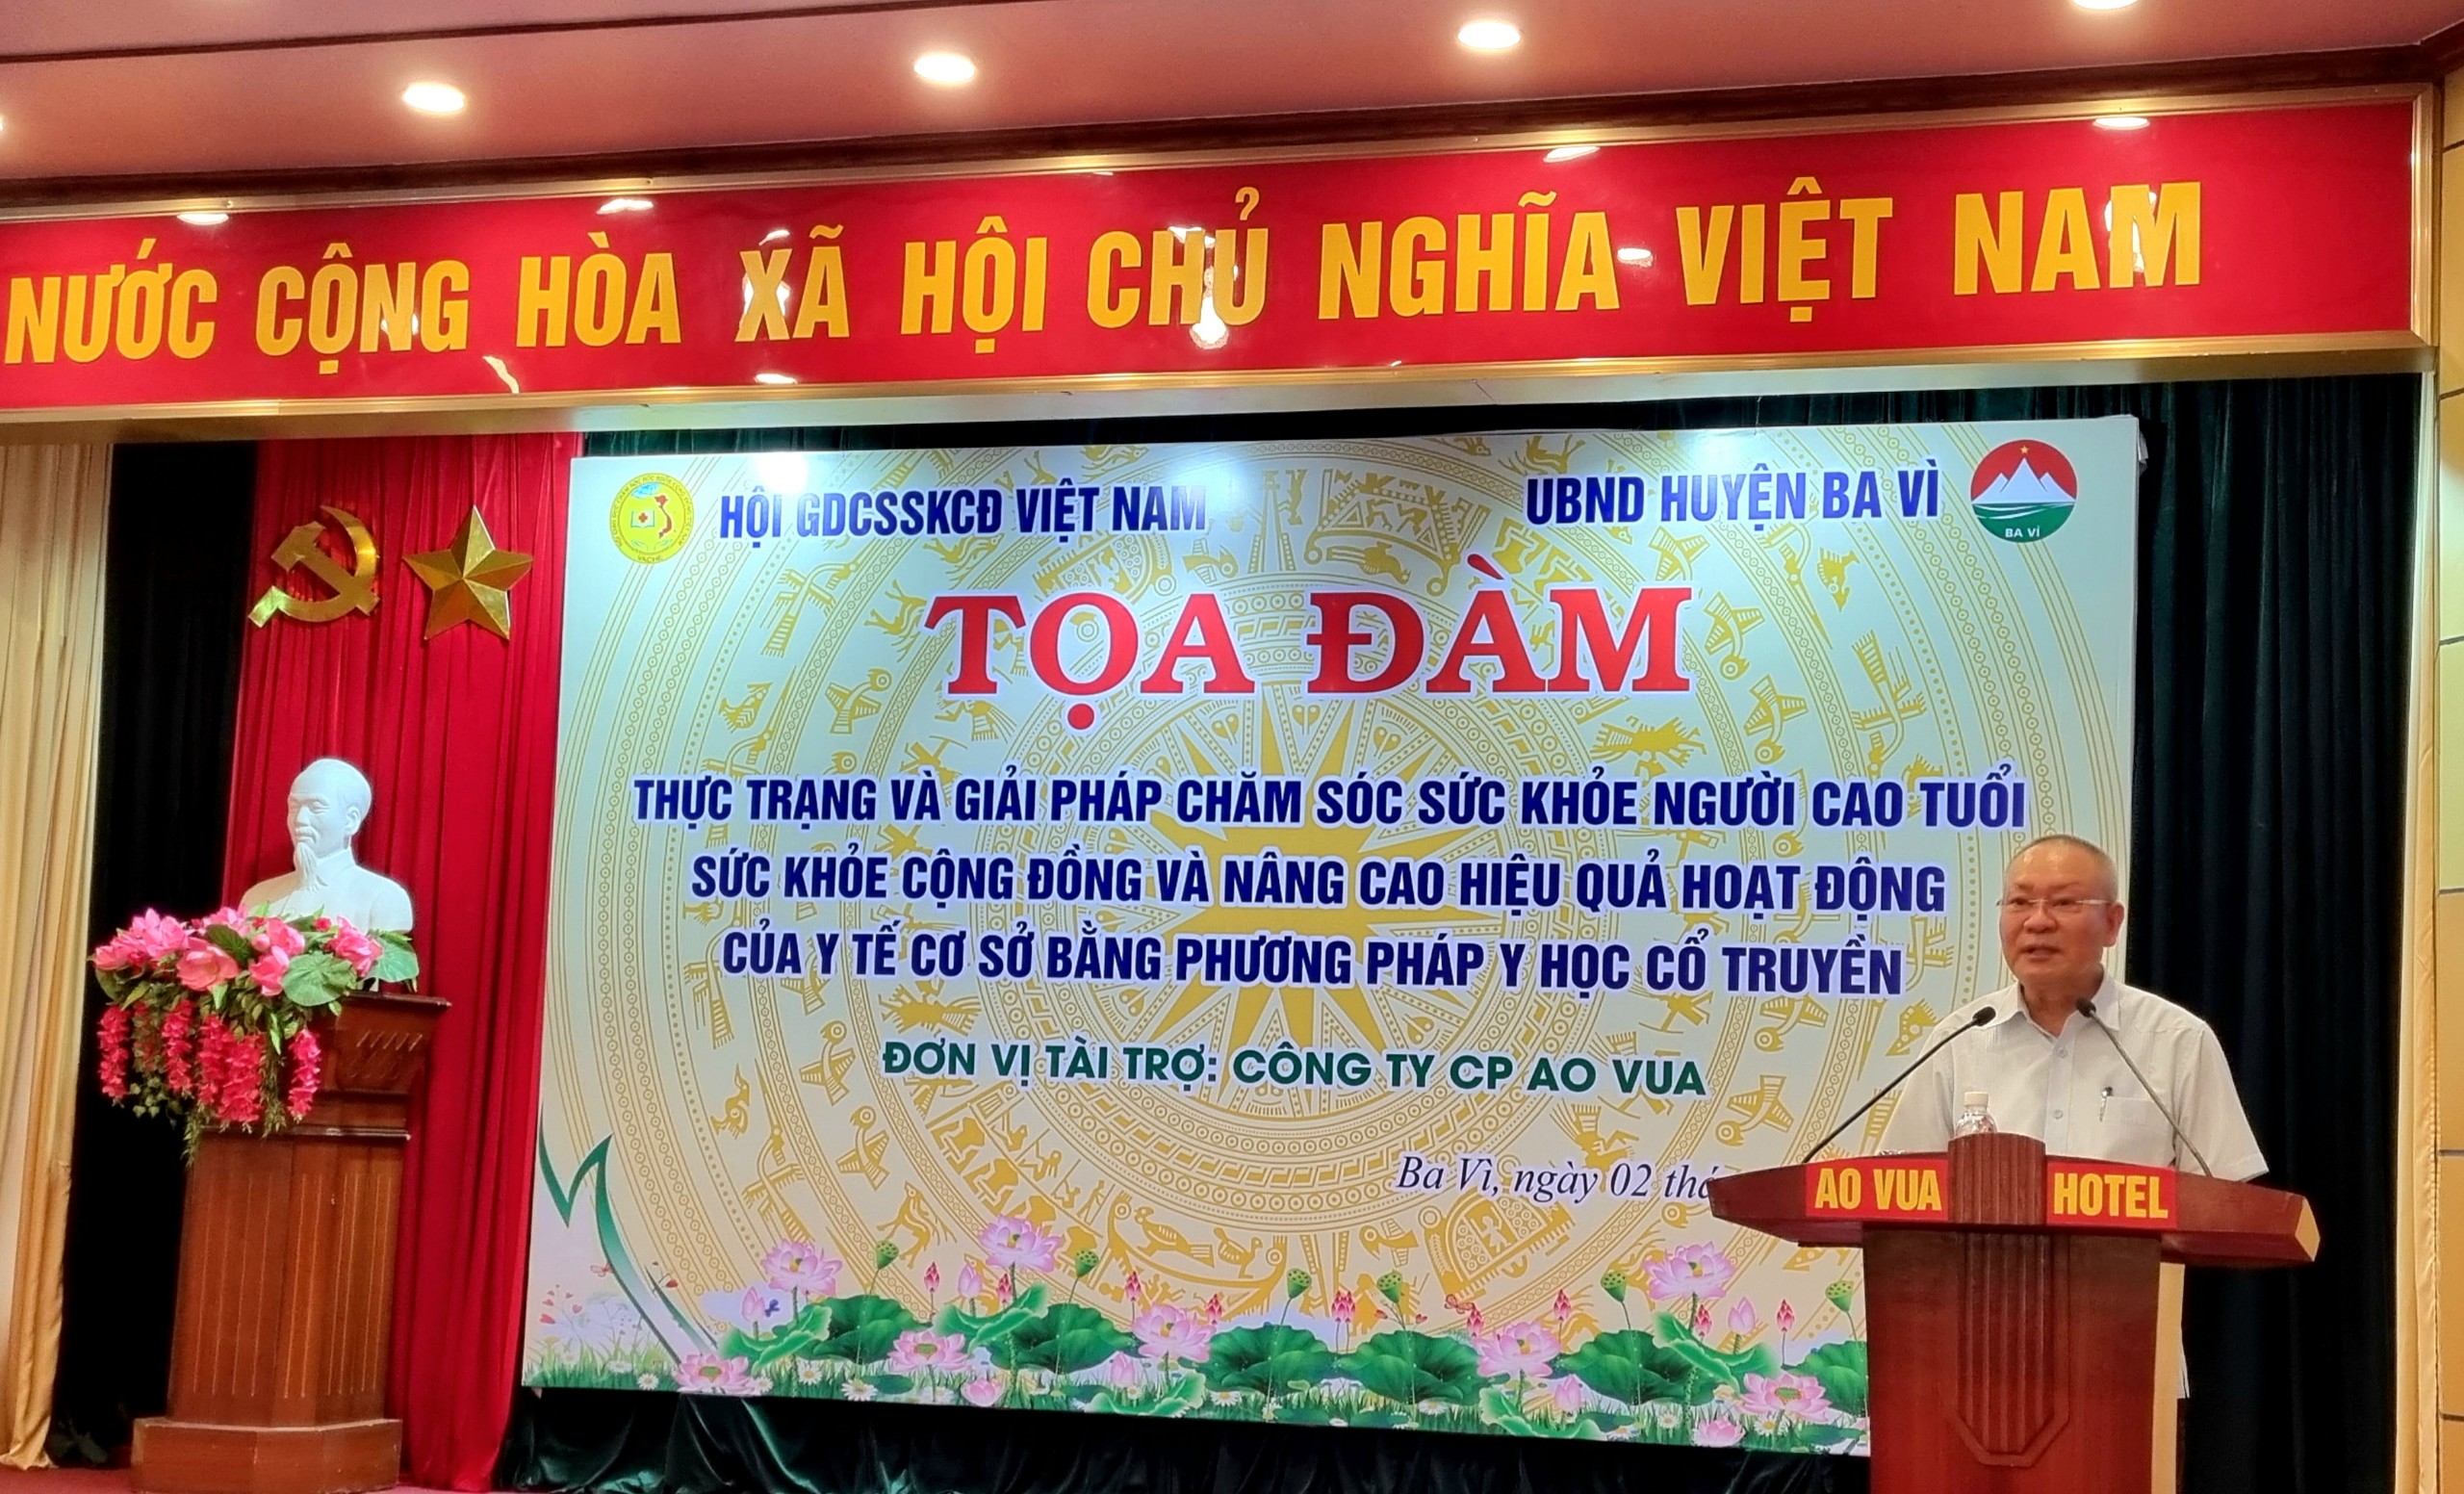 NƯỚC CỘNG HÒA XÃ HỘI CHỦ NGHĨA VIỆT NAM
HỘI GDCSSKCĐ VIỆT NAM
UBND HUYỆN BA VÌ
VACHE
BA VÌ
TỌA ĐÀM
THỰC TRẠNG VÀ GIẢI PHÁP CHĂM SÓC SỨC KHỎE NGƯỜI CAO TUỔI
SỨC KHỎE CỘNG ĐỒNG VÀ NÂNG CAO HIỆU QUẢ HOẠT ĐỘNG
CỦA Y TẾ CƠ SỞ BẰNG PHƯƠNG PHÁP Y HỌC CỔ TRUYỀN
ĐƠN VỊ TÀI TRỢ: CÔNG TY CP AO VUA
Ba Vì, ngày 02
AO VUA HOTEL